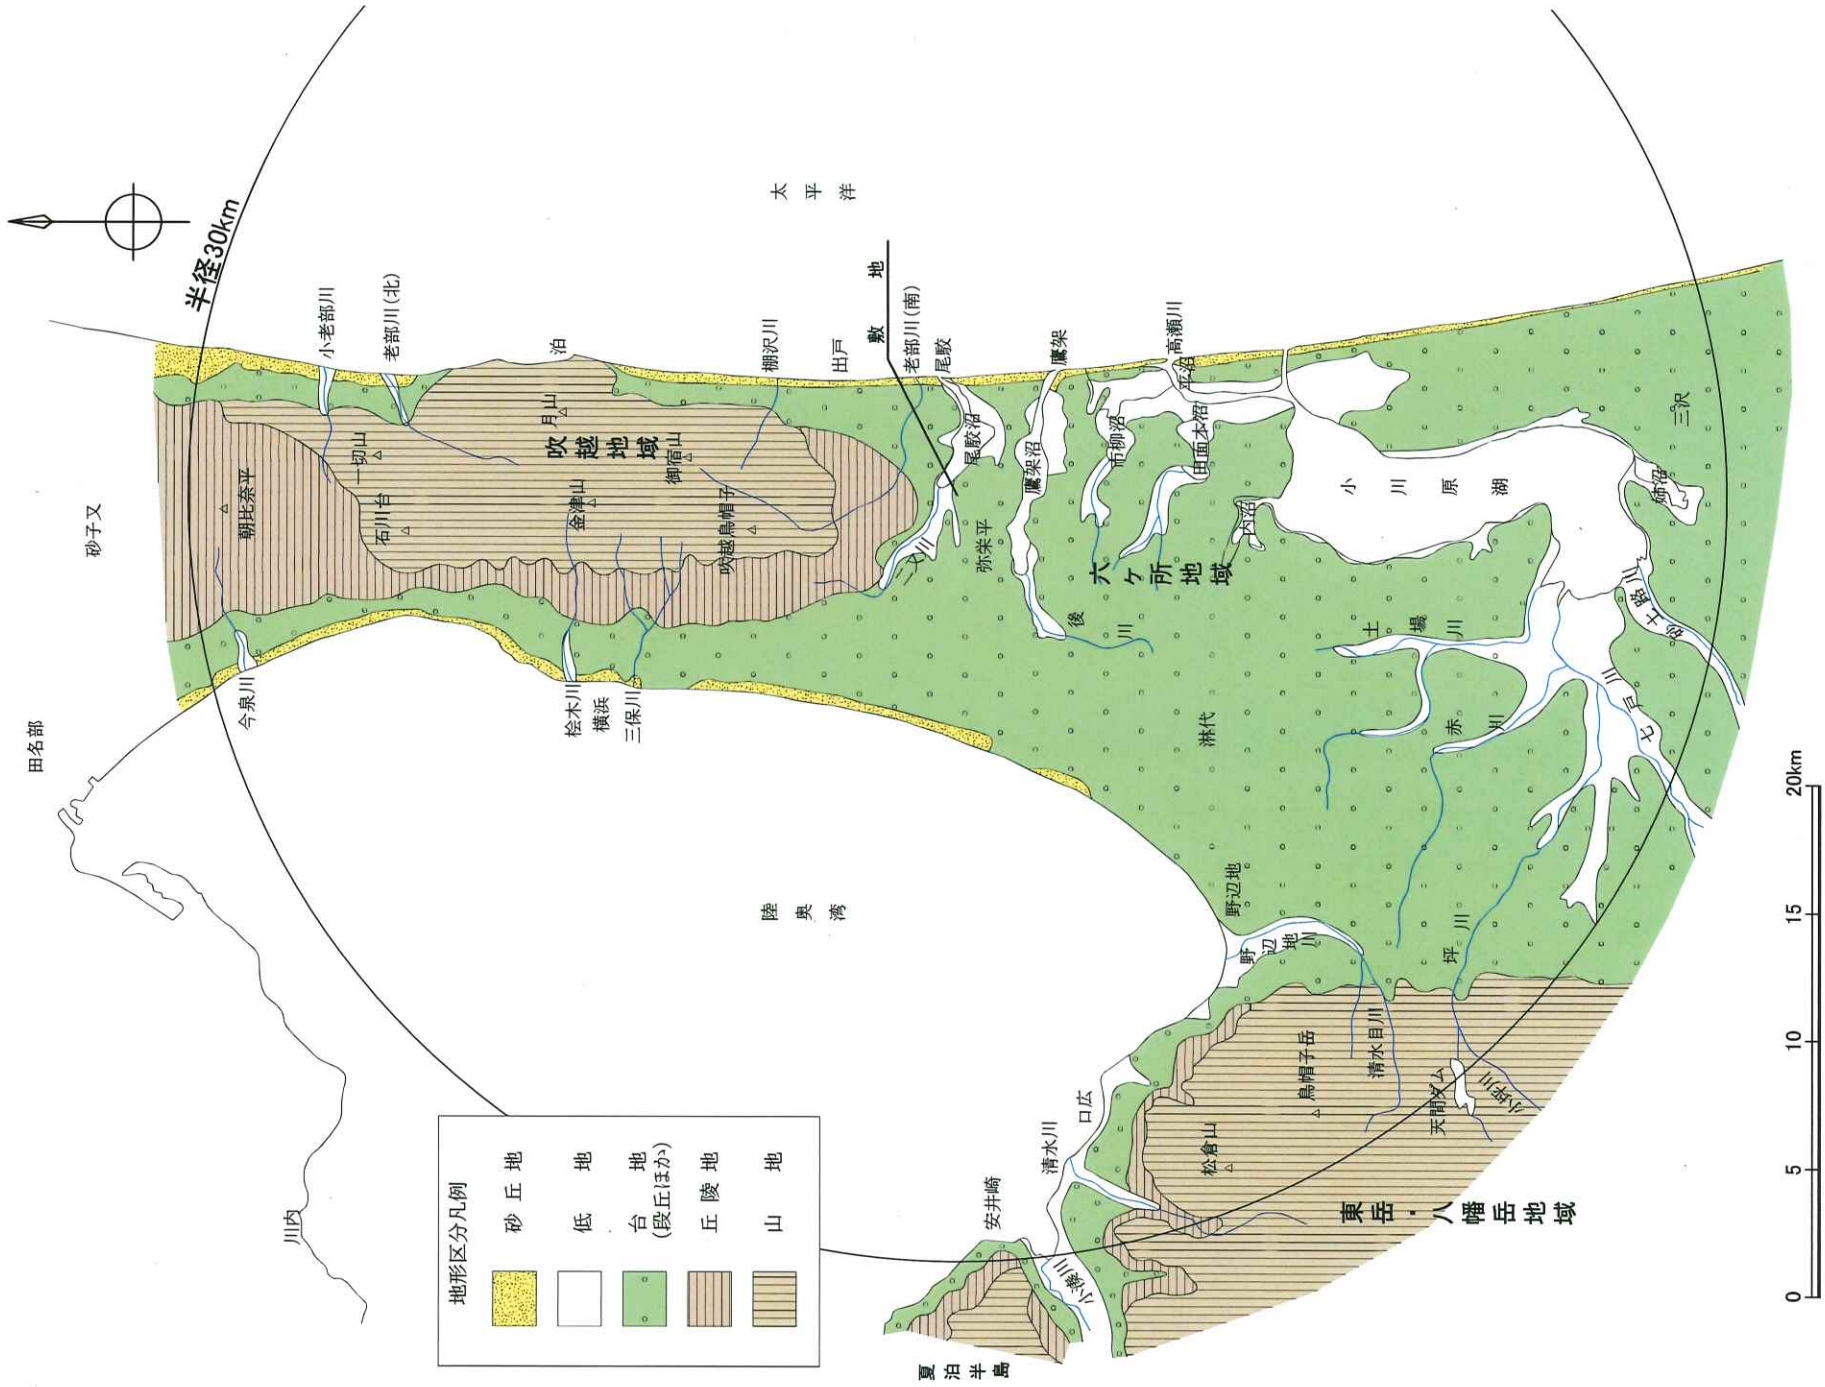 田名部
砂子又
川内
半径30km
今泉川
朝比奈平
小老部川
老部川(北)
一切山
石川台
月山
泊
吹越地域
金津山
桧木川
横浜
三保川
御宿山
吹越烏帽子
棚沢川
出戸
太平洋
陸奥湾
敷地
老部川(南)
尾駮
尾駮沼
二又川
弥栄平
鷹架
鷹架沼
後川
市柳沼
高瀬川
平沼
田面木沼
六ヶ所地域
内沼
小川原湖
三沢
姉沼
土場川
砂土路川
赤川
七戸川
淋代
野辺地
野辺地川
坪川
清水目川
烏帽子岳
天間ダム
小坪川
松倉山
東岳・八幡岳地域
口広
清水川
安井崎
小湊川
夏泊半島
地形区分凡例
砂丘地
低地
台地
(段丘ほか)
丘陵地
山地
0 5 10 15 20km